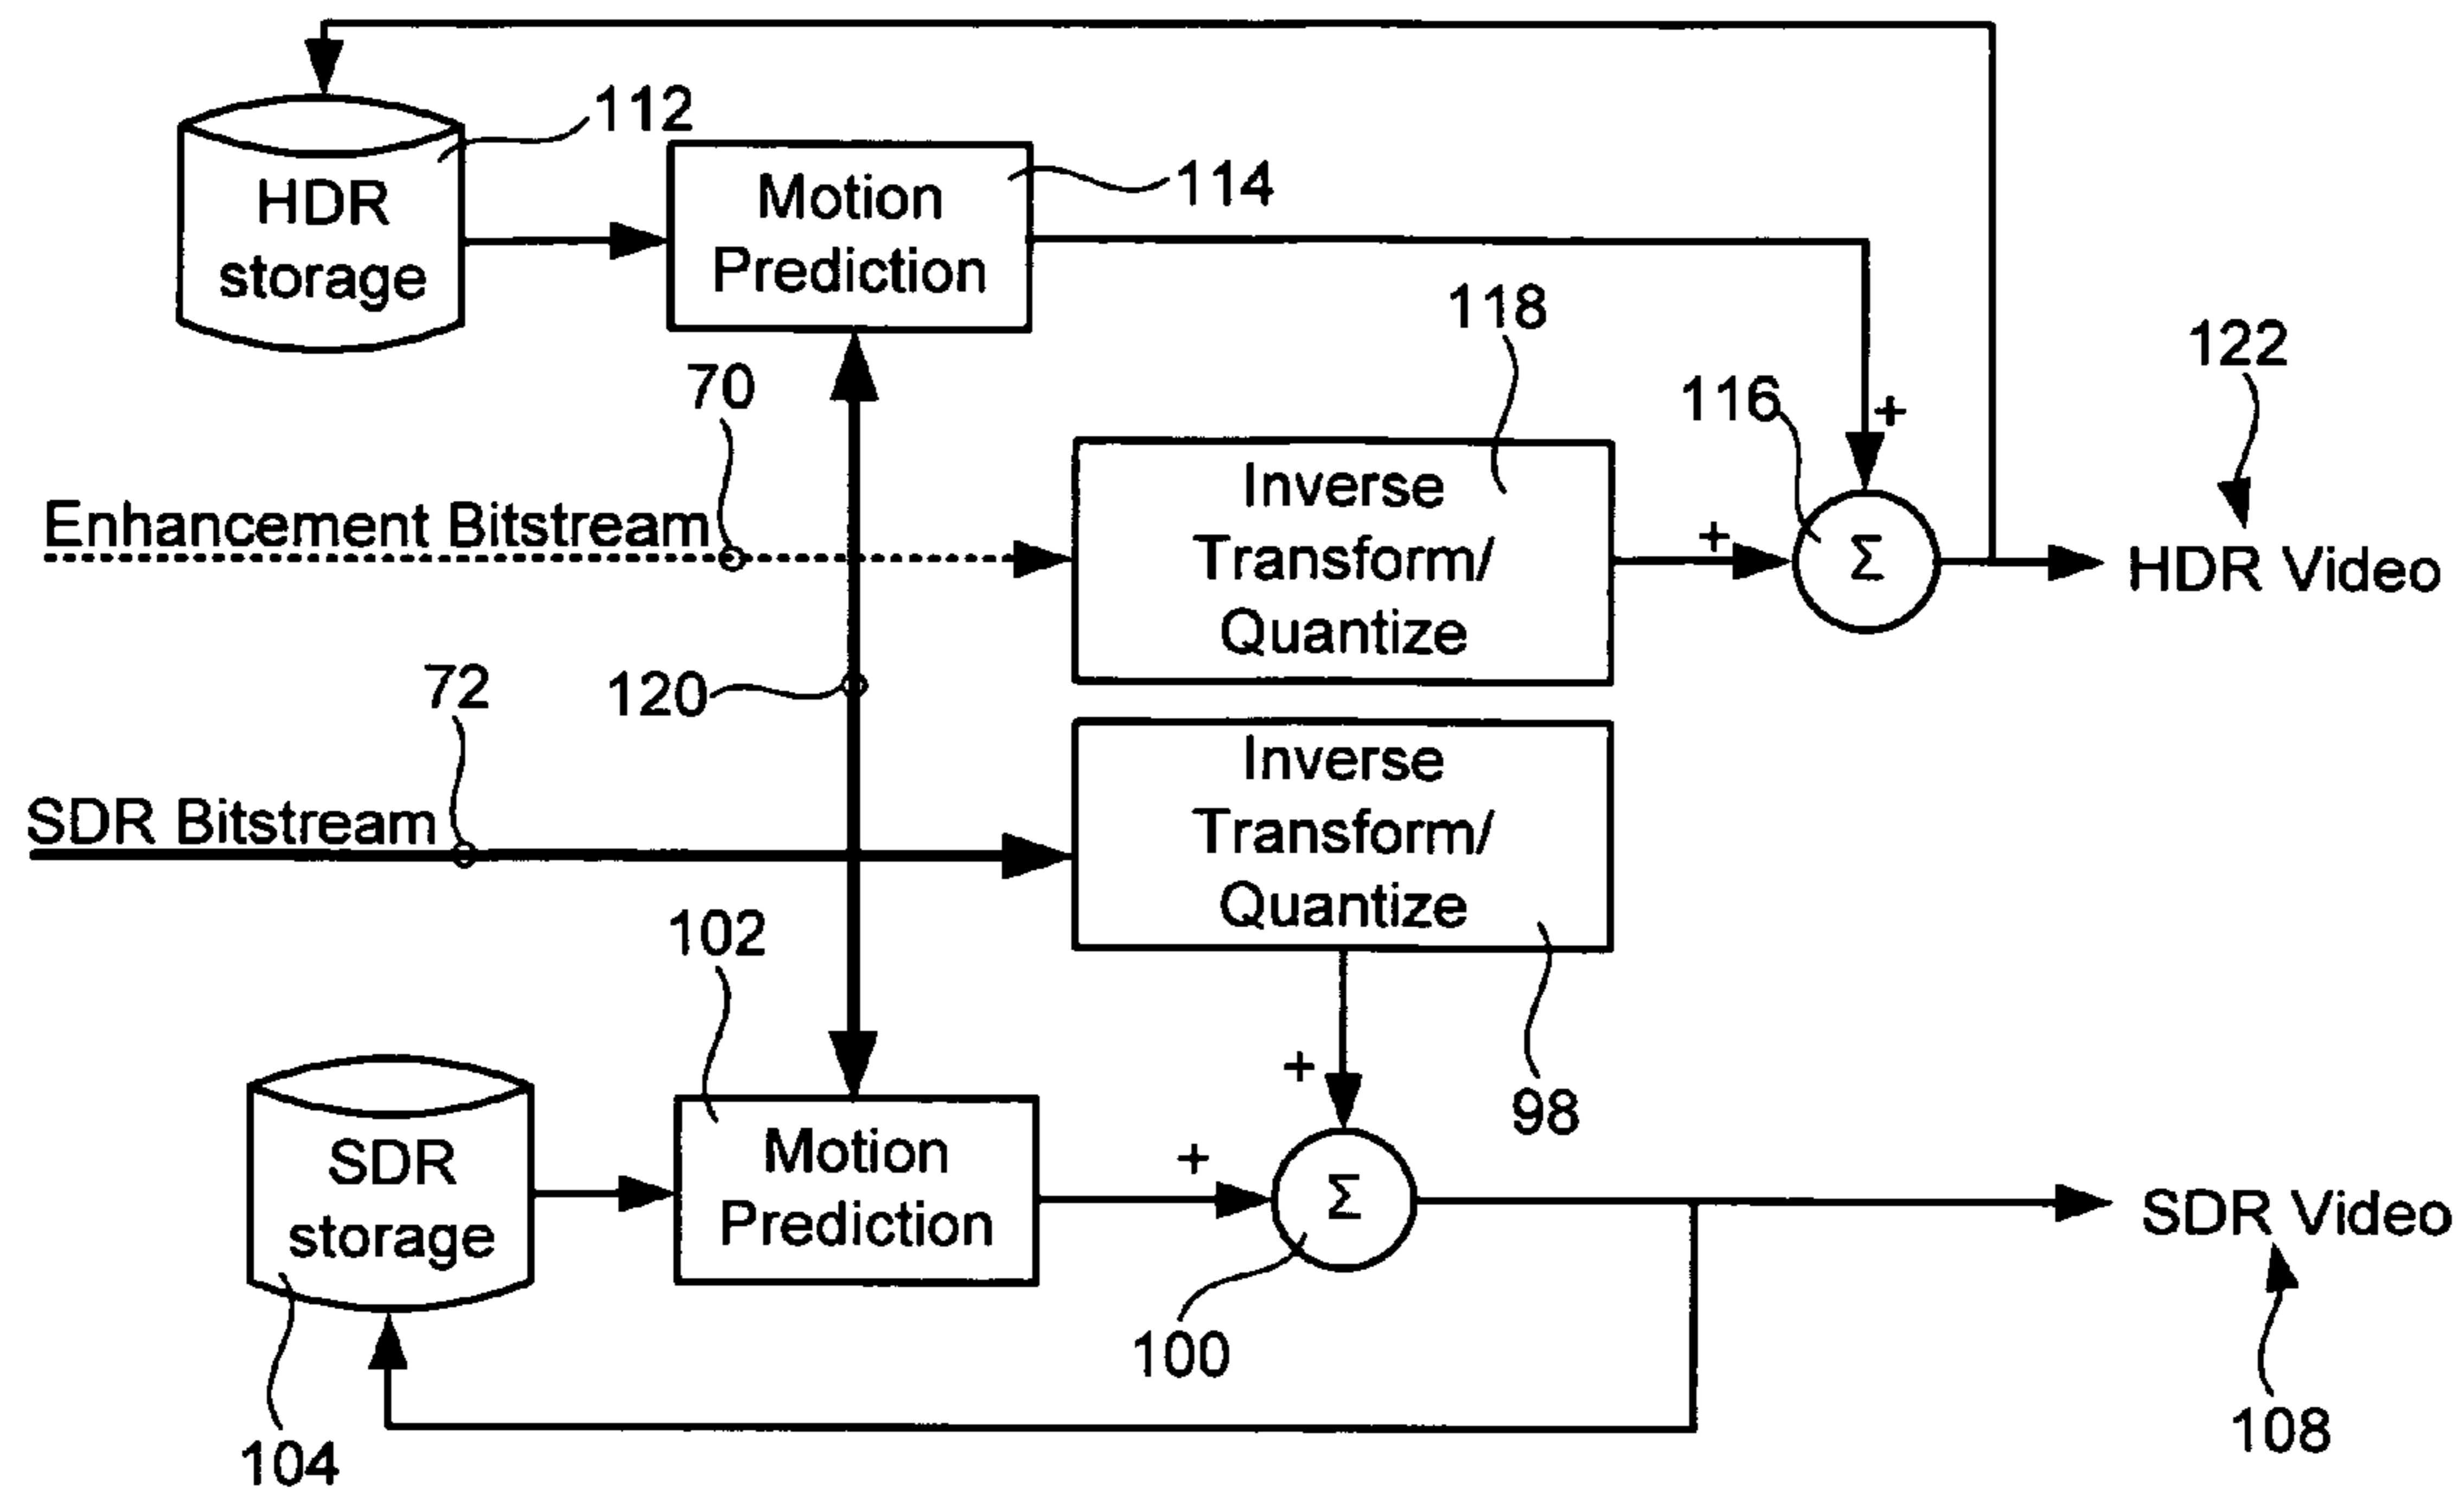 112
HDR
storage
Motion
Prediction
114
118
122
70
116
+
Enhancement Bitstream
Inverse
Transform/
Quantize
+
Σ
HDR Video
72
120
SDR Bitstream
Inverse
Transform/
Quantize
102
+
98
SDR
storage
Motion
Prediction
+
Σ
SDR Video
100
104
108